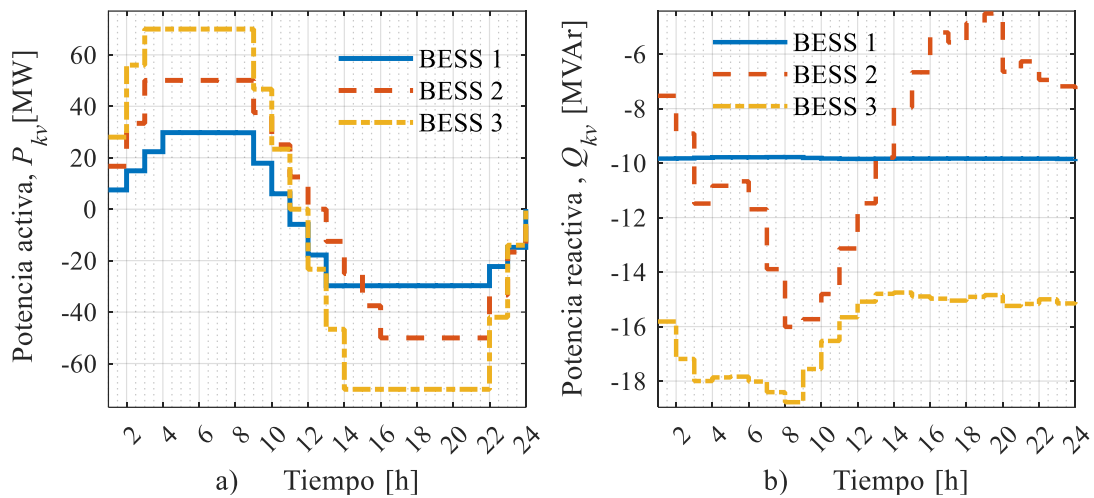 Potencia activa, P_kv [MW]
60
40
20
0
-20
-40
-60
BESS 1
BESS 2
BESS 3
2 4 6 8 10 12 14 16 18 20 22 24
a) Tiempo [h]
Potencia reactiva , Q_kv [MVAr]
-6
-8
-10
-12
-14
-16
-18
BESS 1
BESS 2
BESS 3
2 4 6 8 10 12 14 16 18 20 22 24
b) Tiempo [h]